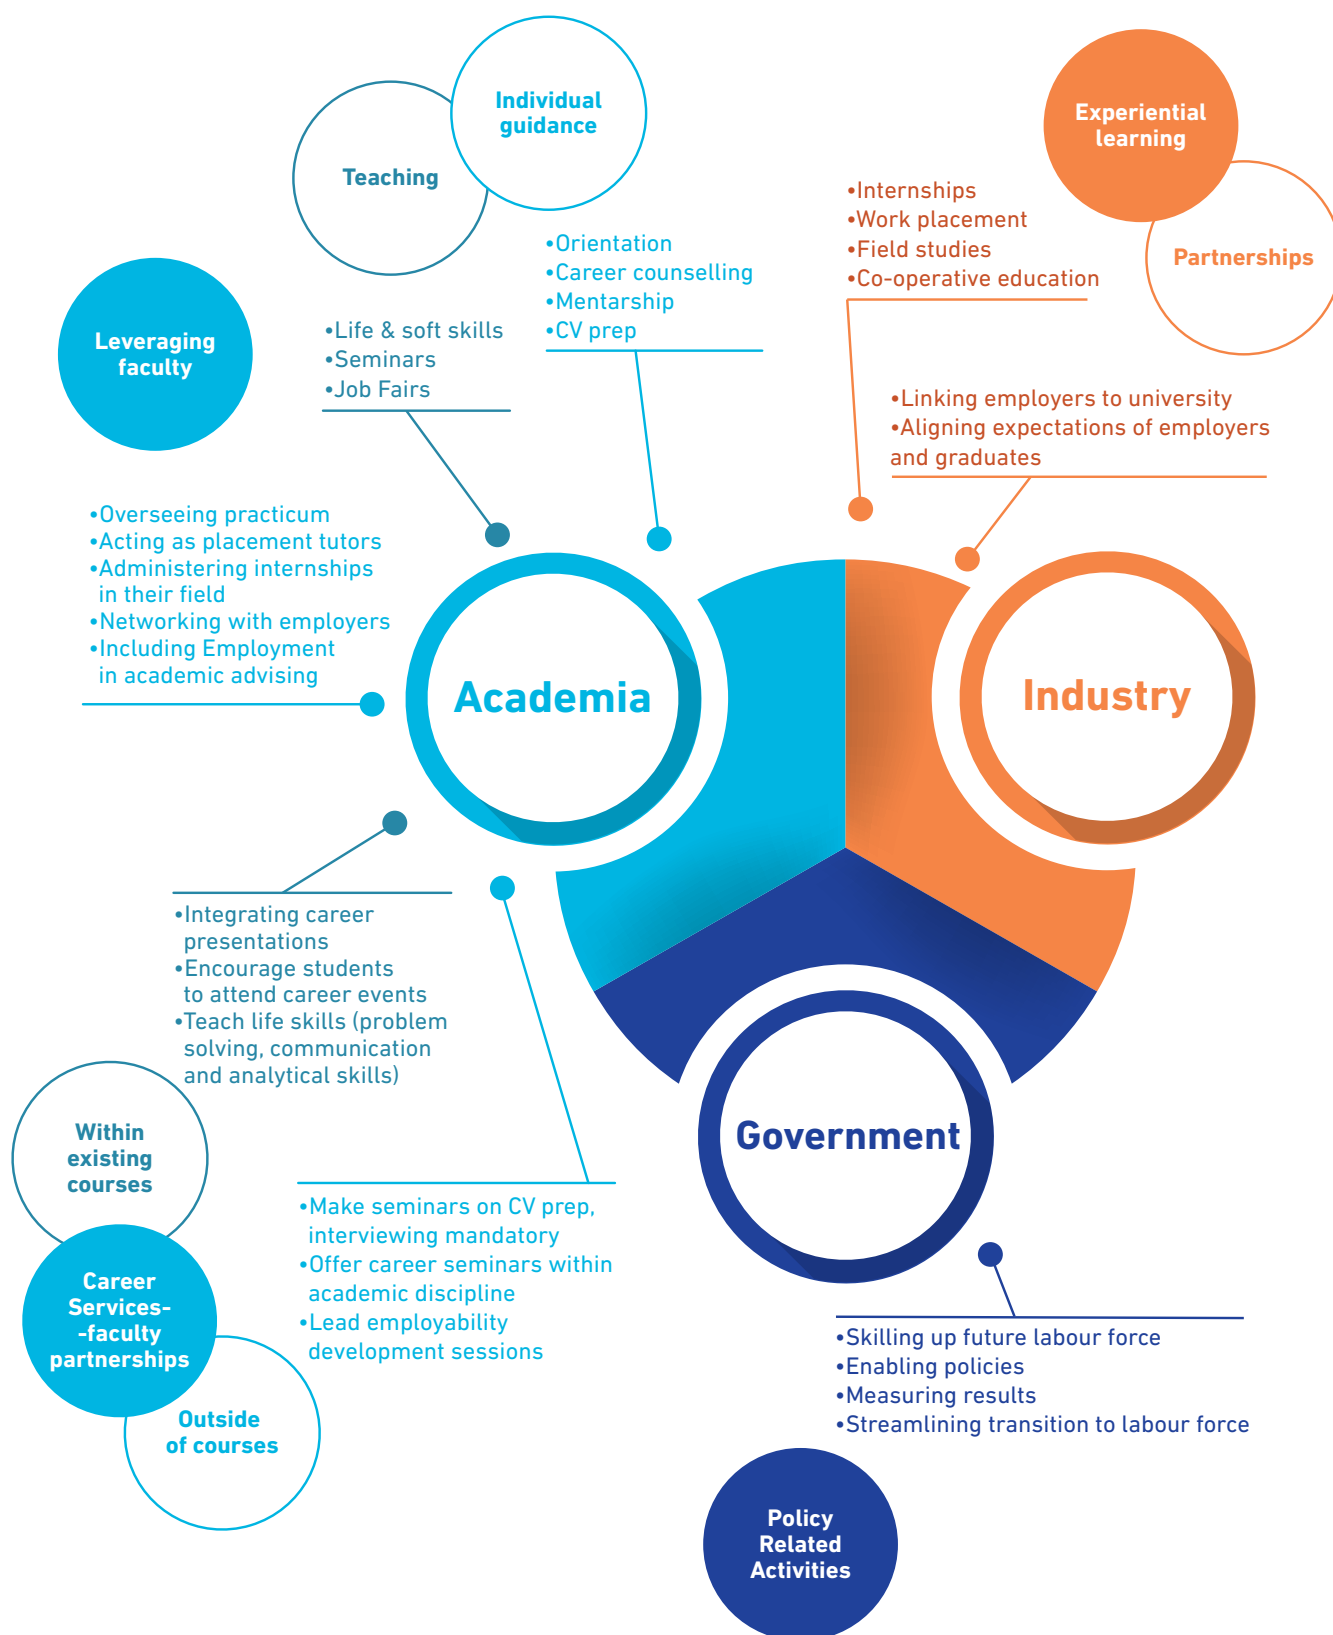 Individual
guidance
Teaching
Experiential
learning
Partnerships
•Internships
•Work placement
•Field studies
•Co-operative education
•Orientation
•Career counselling
•Mentarship
•CV prep
Leveraging
faculty
•Life & soft skills
•Seminars
•Job Fairs
•Linking employers to university
•Aligning expectations of employers
and graduates
•Overseeing practicum
•Acting as placement tutors
•Administering internships
in their field
•Networking with employers
•Including Employment
in academic advising
Academia
Industry
•Integrating career
presentations
•Encourage students
to attend career events
•Teach life skills (problem
solving, communication
and analytical skills)
Within
existing
courses
Government
•Make seminars on CV prep,
interviewing mandatory
•Offer career seminars within
academic discipline
•Lead employability
development sessions
Career
Services-
-faculty
partnerships
Outside
of courses
•Skilling up future labour force
•Enabling policies
•Measuring results
•Streamlining transition to labour force
Policy
Related
Activities